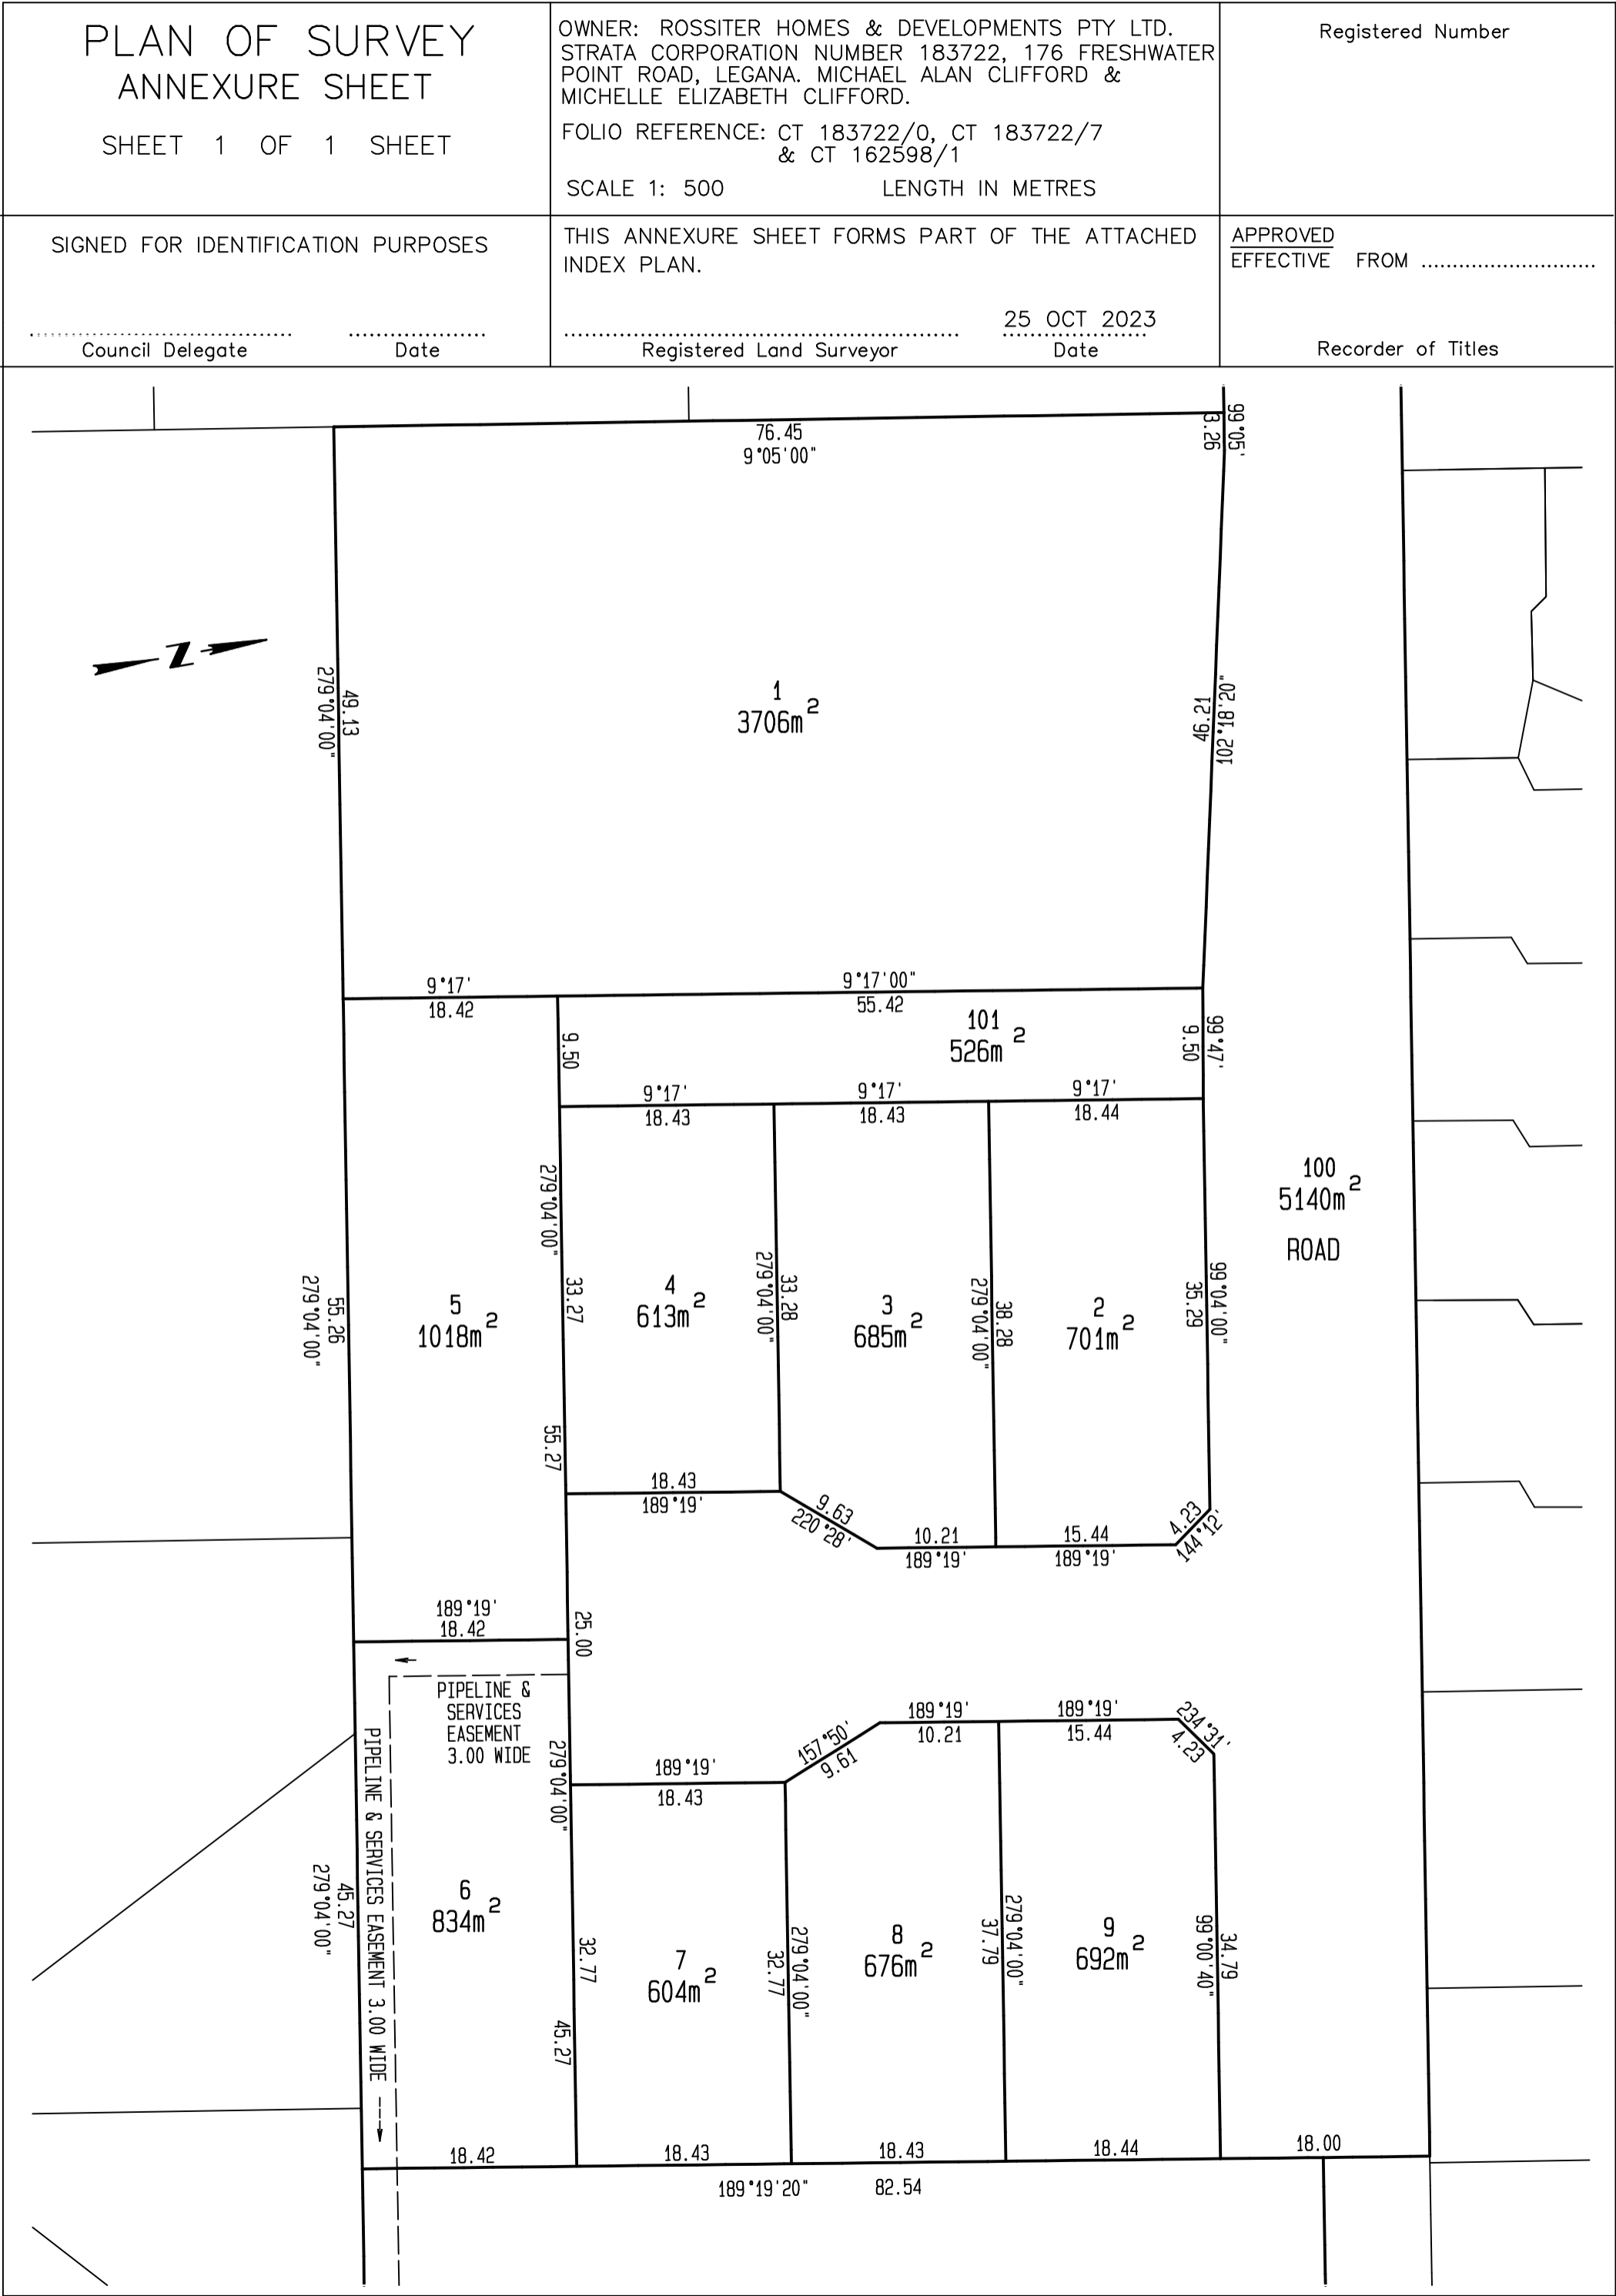 PLAN OF SURVEY
ANNEXURE SHEET
SHEET 1 OF 1 SHEET
OWNER: ROSSITER HOMES & DEVELOPMENTS PTY LTD.
STRATA CORPORATION NUMBER 183722, 176 FRESHWATER
POINT ROAD, LEGANA. MICHAEL ALAN CLIFFORD &
MICHELLE ELIZABETH CLIFFORD.
FOLIO REFERENCE: CT 183722/0, CT 183722/7
& CT 162598/1
SCALE 1: 500 LENGTH IN METRES
Registered Number
SIGNED FOR IDENTIFICATION PURPOSES
Council Delegate Date
THIS ANNEXURE SHEET FORMS PART OF THE ATTACHED
INDEX PLAN.
25 OCT 2023
Registered Land Surveyor Date
APPROVED
EFFECTIVE FROM
Recorder of Titles
76.45
9°05'00"
3.26
99°05'
Z
49.13
279°04'00"
1
3706m²
46.21
102°18'20"
9°17'
18.42
9°17'00"
55.42
101
526m²
9.50
9.50
99°47'
9°17'
18.43
9°17'
18.43
9°17'
18.44
100
5140m²
ROAD
279°04'00"
33.27
55.27
279°04'00"
33.28
279°04'00"
38.28
99°04'00"
35.29
55.26
279°04'00"
5
1018m²
4
613m²
3
685m²
2
701m²
18.43
189°19'
9.63
220°28'
10.21
189°19'
15.44
189°19'
4.23
144°12'
189°19'
18.42
25.00
PIPELINE &
SERVICES
EASEMENT
3.00 WIDE
PIPELINE & SERVICES EASEMENT 3.00 WIDE
279°04'00"
189°19'
18.43
157°50'
9.61
189°19'
10.21
189°19'
15.44
234°31'
4.23
45.27
279°04'00"
6
834m²
32.77
45.27
7
604m²
32.77
279°04'00"
8
676m²
37.79
279°04'00"
9
692m²
99°00'40"
34.79
18.42
18.43
18.43
18.44
18.00
189°19'20" 82.54